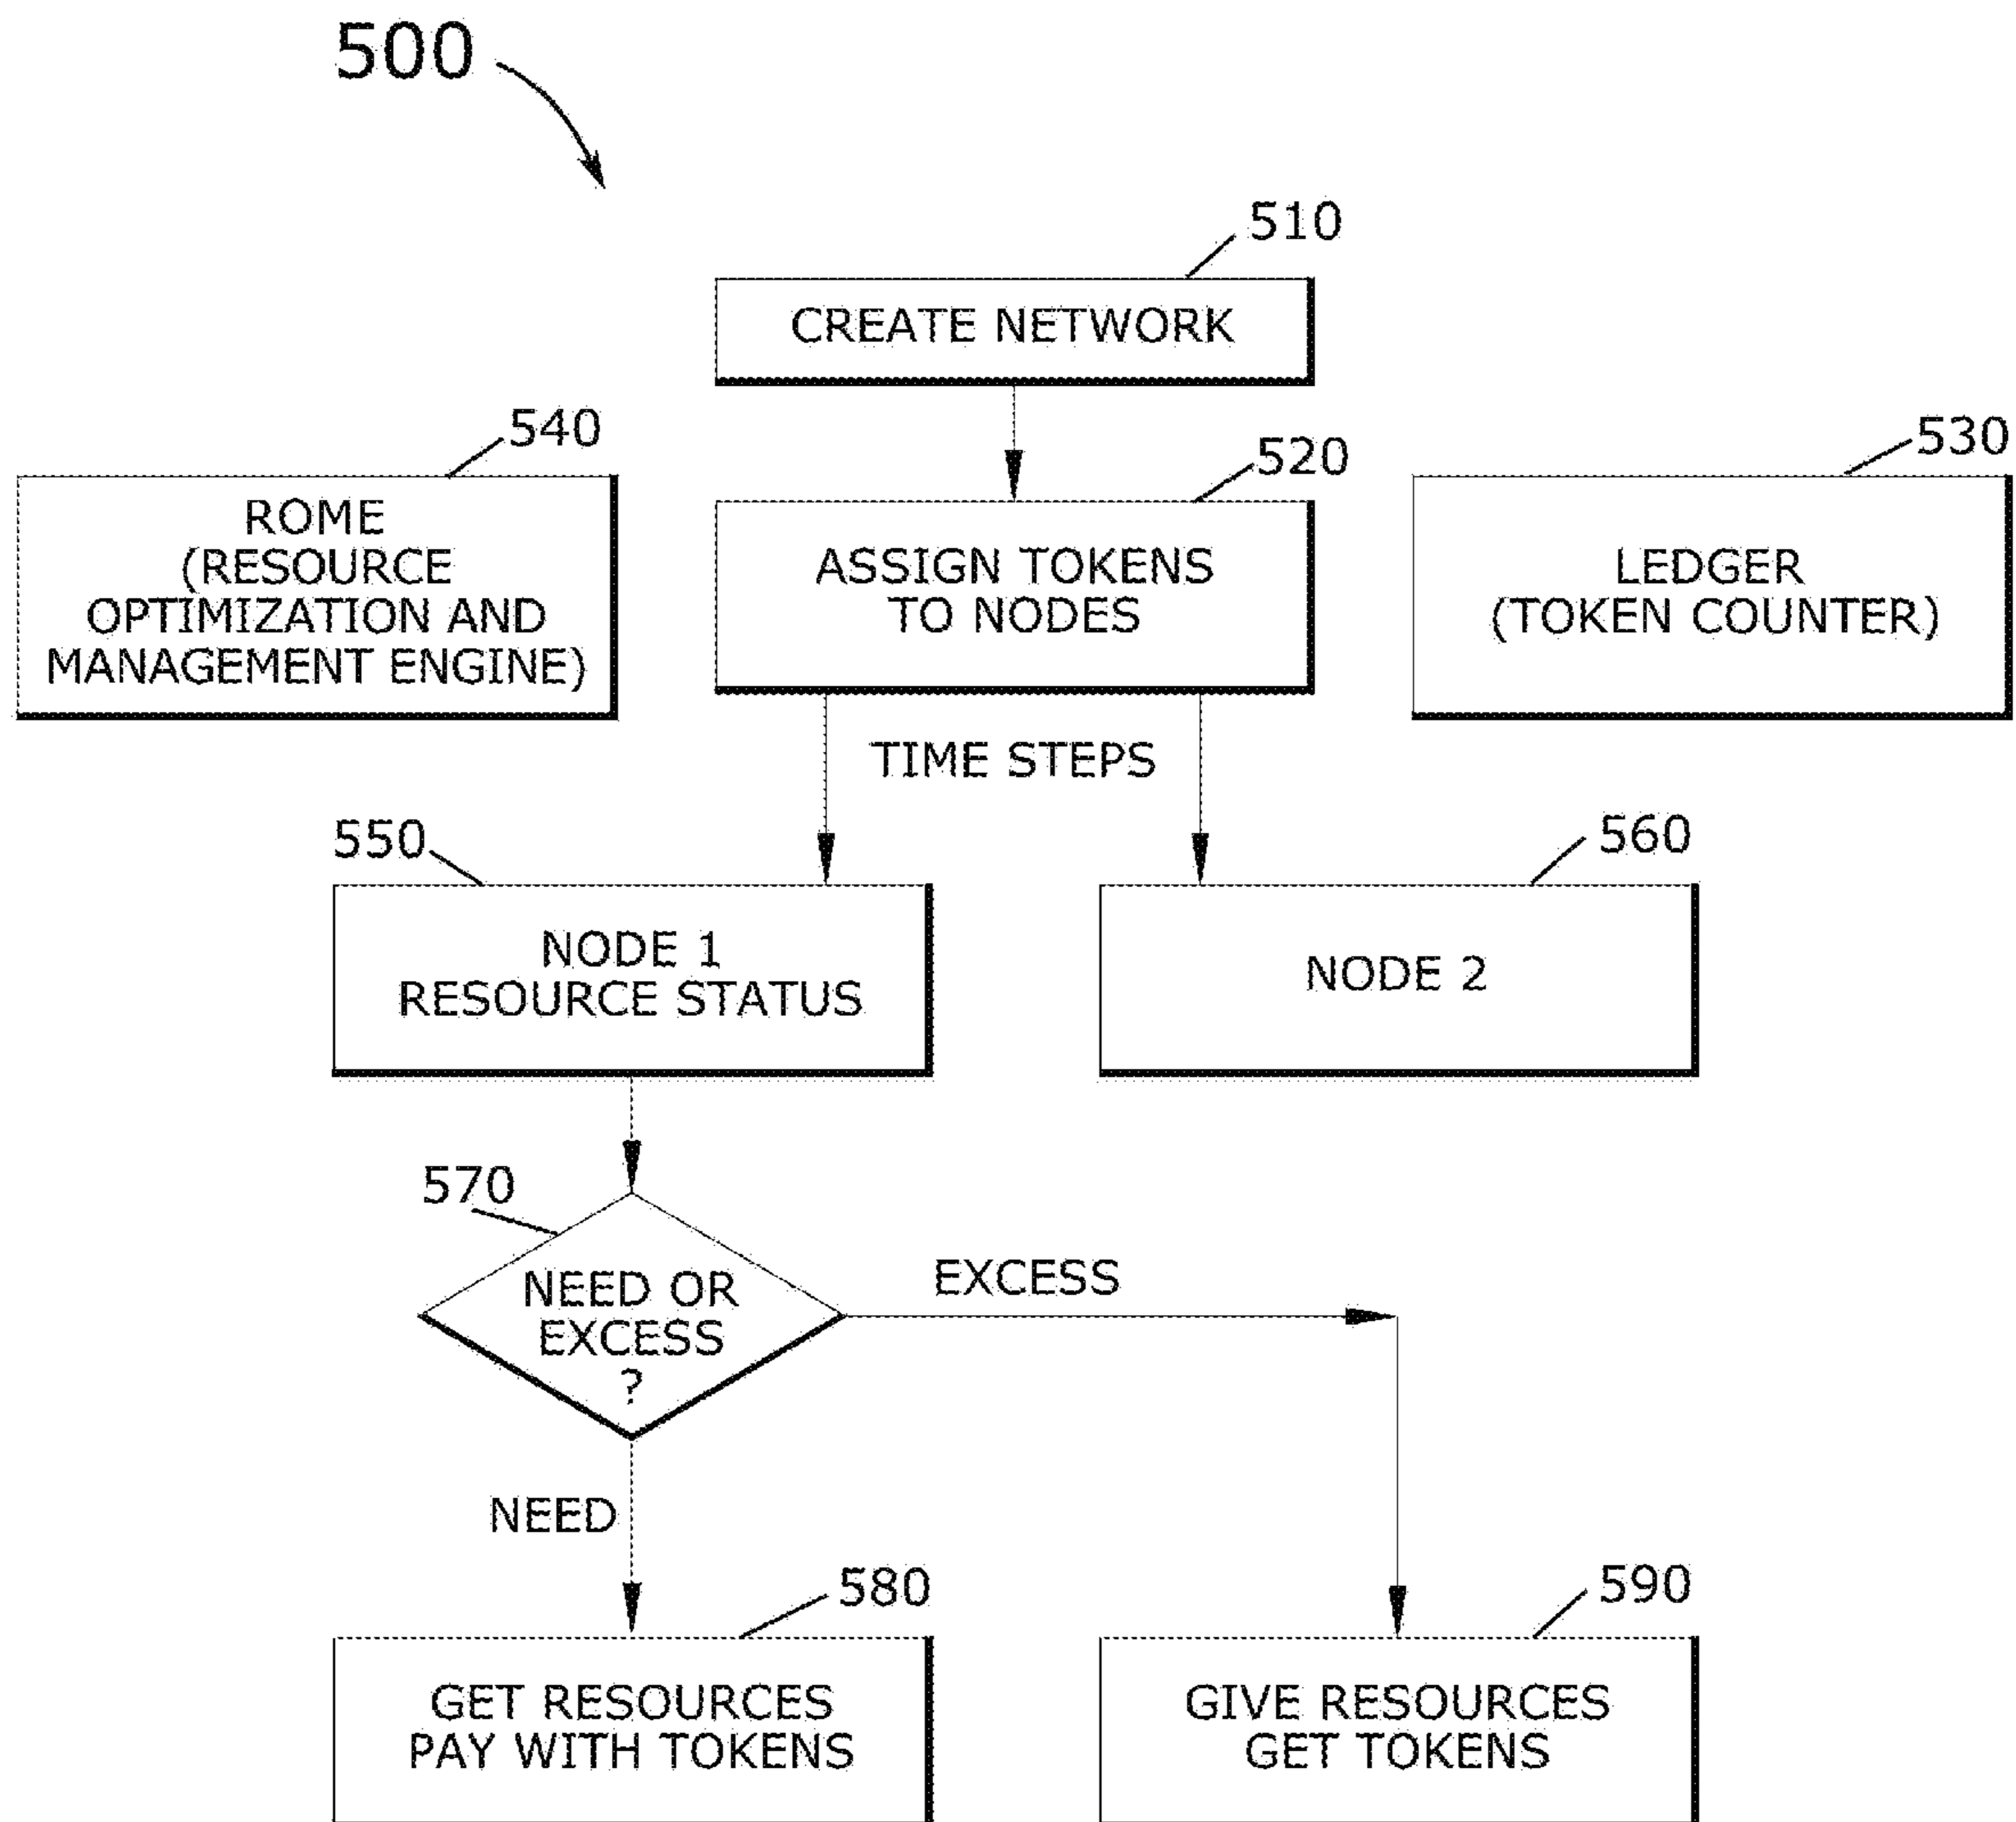 500
510
CREATE NETWORK
540
520
530
ROME
(RESOURCE
OPTIMIZATION AND
MANAGEMENT ENGINE)
ASSIGN TOKENS
TO NODES
LEDGER
(TOKEN COUNTER)
TIME STEPS
550
560
NODE 1
RESOURCE STATUS
NODE 2
570
NEED OR
EXCESS
?
EXCESS
NEED
580
590
GET RESOURCES
PAY WITH TOKENS
GIVE RESOURCES
GET TOKENS